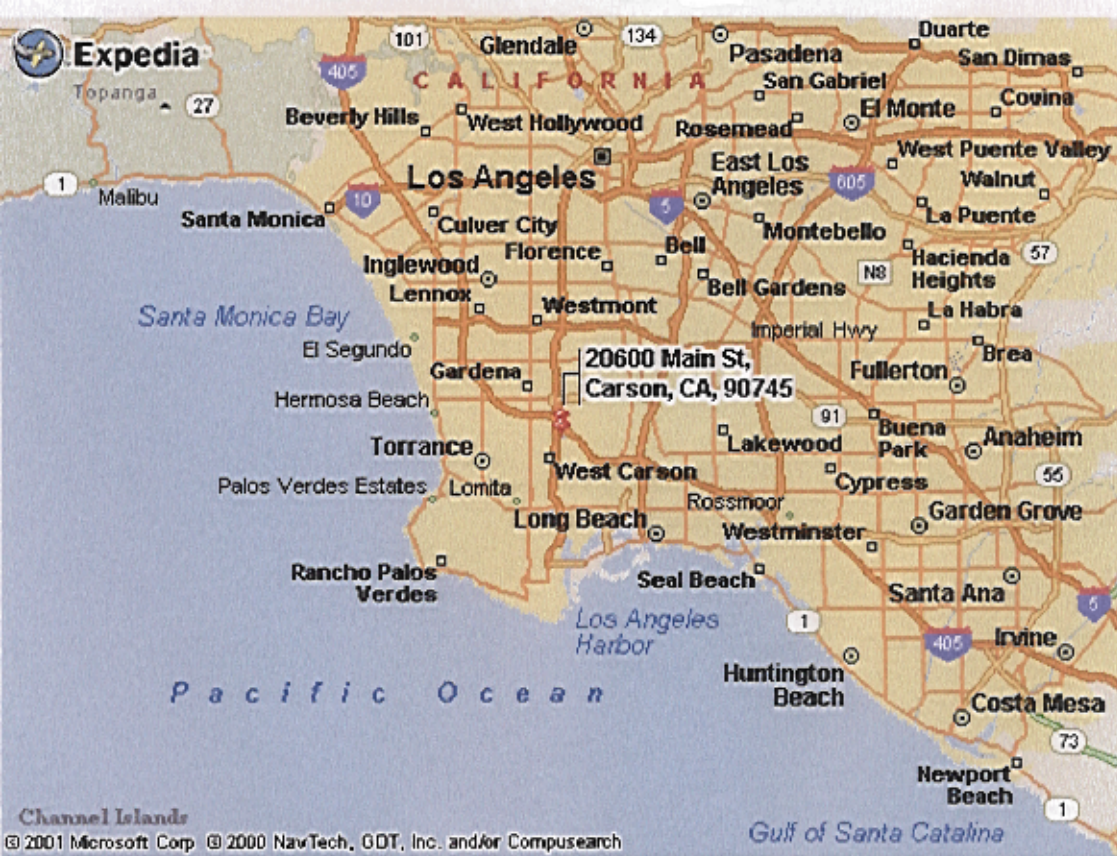 Expedia
Topanga
27
405
101
Glendale
134
Pasadena
Duarte
San Dimas
CALIFORNIA
San Gabriel
Covina
Beverly Hills
West Hollywood
Rosemead
El Monte
Los Angeles
East Los
Angeles
605
West Puente Valley
Walnut
1
Malibu
Santa Monica
10
Culver City
5
Montebello
La Puente
Florence
Bell
Hacienda
Heights
57
N8
Inglewood
Lennox
Westmont
Bell Gardens
La Habra
Santa Monica Bay
Imperial Hwy
El Segundo
Brea
Gardena
20600 Main St,
Carson, CA, 90745
Fullerton
Hermosa Beach
91
Buena
Park
Anaheim
Torrance
Lakewood
West Carson
Cypress
55
Palos Verdes Estates
Lomita
Rossmoor
Long Beach
Westminster
Garden Grove
Rancho Palos
Verdes
Seal Beach
Santa Ana
5
Los Angeles
Harbor
1
405
Irvine
Huntington
Beach
Pacific Ocean
Costa Mesa
73
Newport
Beach
1
Channel Islands
Gulf of Santa Catalina
© 2001 Microsoft Corp © 2000 NavTech, GDT, Inc. and/or Compusearch